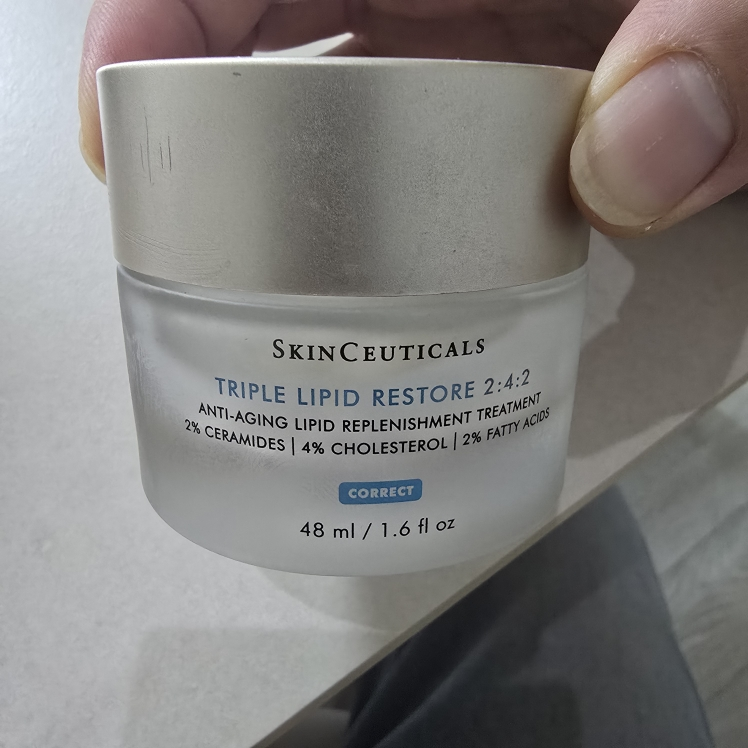 SKINCEUTICALS
TRIPLE LIPID RESTORE 2:4:2
ANTI-AGING LIPID REPLENISHMENT TREATMENT
2% CERAMIDES | 4% CHOLESTEROL | 2% FATTY ACIDS
CORRECT
48 ml / 1.6 fl oz